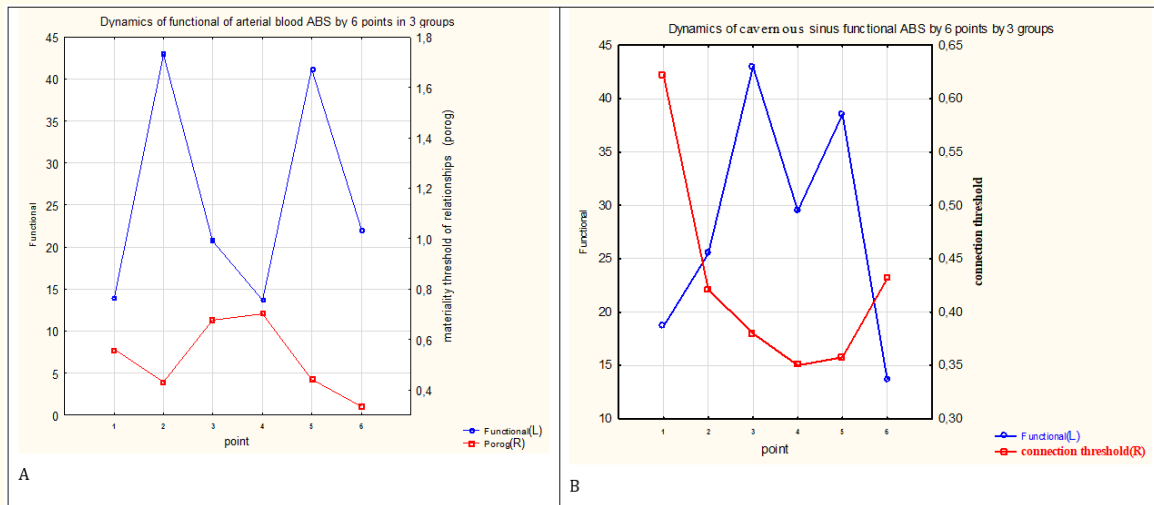 Dynamics of functional of arterial blood ABS by 6 points in 3 groups
45
40
35
30
25
20
15
10
5
0
Functional
1,8
1,6
1,4
1,2
1,0
0,8
0,6
0,4
materiality threshold of relationships (porog)
1 2 3 4 5 6
point
Functional(L)
Porog(R)
A
Dynamics of cavernous sinus functional ABS by 6 points by 3 groups
45
40
35
30
25
20
15
10
Functional
0,65
0,60
0,55
0,50
0,45
0,40
0,35
0,30
connection threshold
1 2 3 4 5 6
point
Functional(L)
connection threshold(R)
B